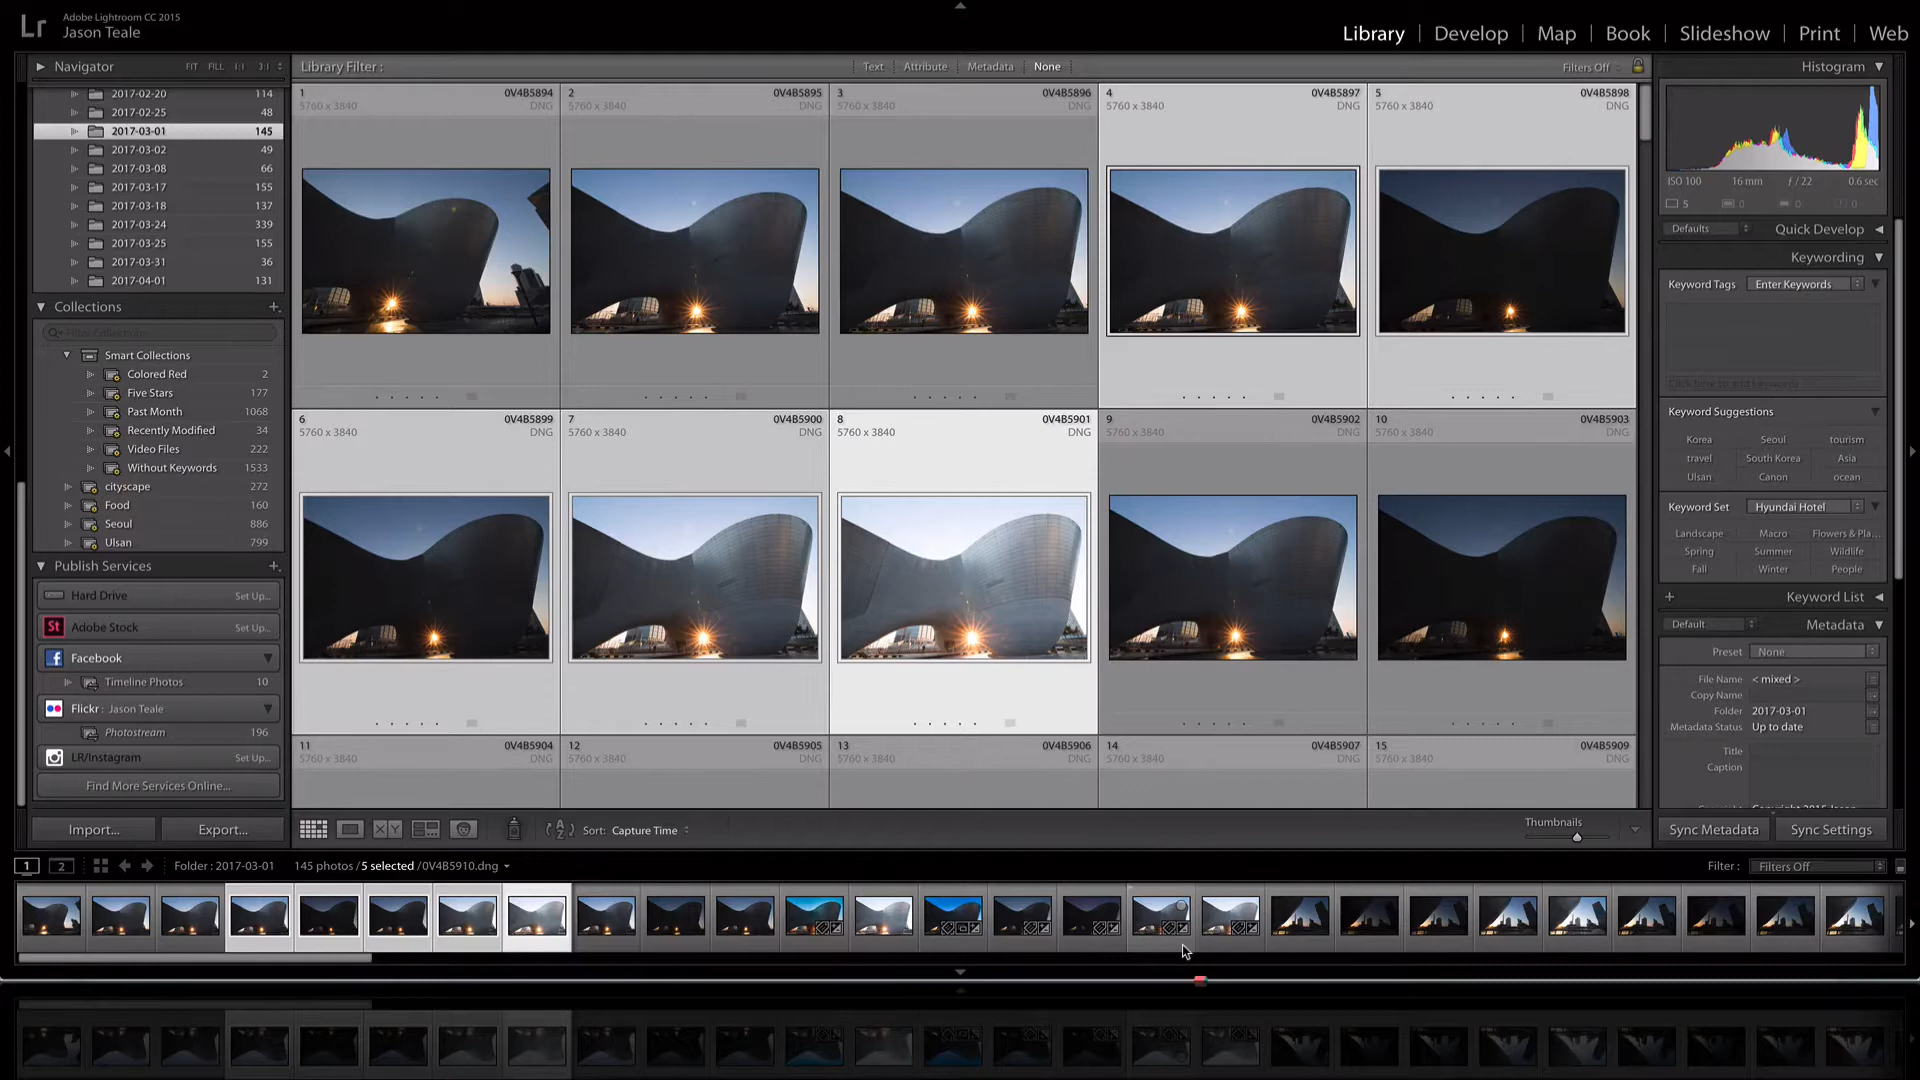 Lr
Adobe Lightroom CC 2015
Jason Teale
Library | Develop | Map | Book | Slideshow | Print | Web
Navigator FIT FILL 1:1 3:1
2017-02-20 114
2017-02-25 48
2017-03-01 145
2017-03-02 49
2017-03-08 66
2017-03-17 155
2017-03-18 137
2017-03-24 339
2017-03-25 155
2017-03-31 36
2017-04-01 131
Collections
Filter Collections
Smart Collections
Colored Red 2
Five Stars 177
Past Month 1068
Recently Modified 34
Video Files 222
Without Keywords 1533
cityscape 272
Food 160
Seoul 886
Ulsan 799
Publish Services
Hard Drive Set Up...
St Adobe Stock Set Up...
Facebook
Timeline Photos 10
Flickr : Jason Teale
Photostream 196
LR/Instagram Set Up...
Find More Services Online...
Import... Export...
Library Filter : Text Attribute Metadata None Filters Off
1 0V4B5894
5760 x 3840 DNG
2 0V4B5895
5760 x 3840 DNG
3 0V4B5896
5760 x 3840 DNG
4 0V4B5897
5760 x 3840 DNG
5 0V4B5898
5760 x 3840 DNG
6 0V4B5899
5760 x 3840 DNG
7 0V4B5900
5760 x 3840 DNG
8 0V4B5901
5760 x 3840 DNG
9 0V4B5902
5760 x 3840 DNG
10 0V4B5903
5760 x 3840 DNG
11 0V4B5904
5760 x 3840 DNG
12 0V4B5905
5760 x 3840 DNG
13 0V4B5906
5760 x 3840 DNG
14 0V4B5907
5760 x 3840 DNG
15 0V4B5909
5760 x 3840 DNG
XY Sort: Capture Time Thumbnails
Histogram
ISO 100 16 mm ƒ / 22 0.6 sec
5 0 0 0
Defaults Quick Develop
Keywording
Keyword Tags Enter Keywords
Click here to add keywords
Keyword Suggestions
Korea Seoul tourism
travel South Korea Asia
Ulsan Canon ocean
Keyword Set Hyundai Hotel
Landscape Macro Flowers & Pla...
Spring Summer Wildlife
Fall Winter People
Keyword List
Default Metadata
Preset None
File Name < mixed >
Copy Name
Folder 2017-03-01
Metadata Status Up to date
Title
Caption
Sync Metadata Sync Settings
1 2 Folder : 2017-03-01 145 photos / 5 selected / 0V4B5910.dng Filter : Filters Off